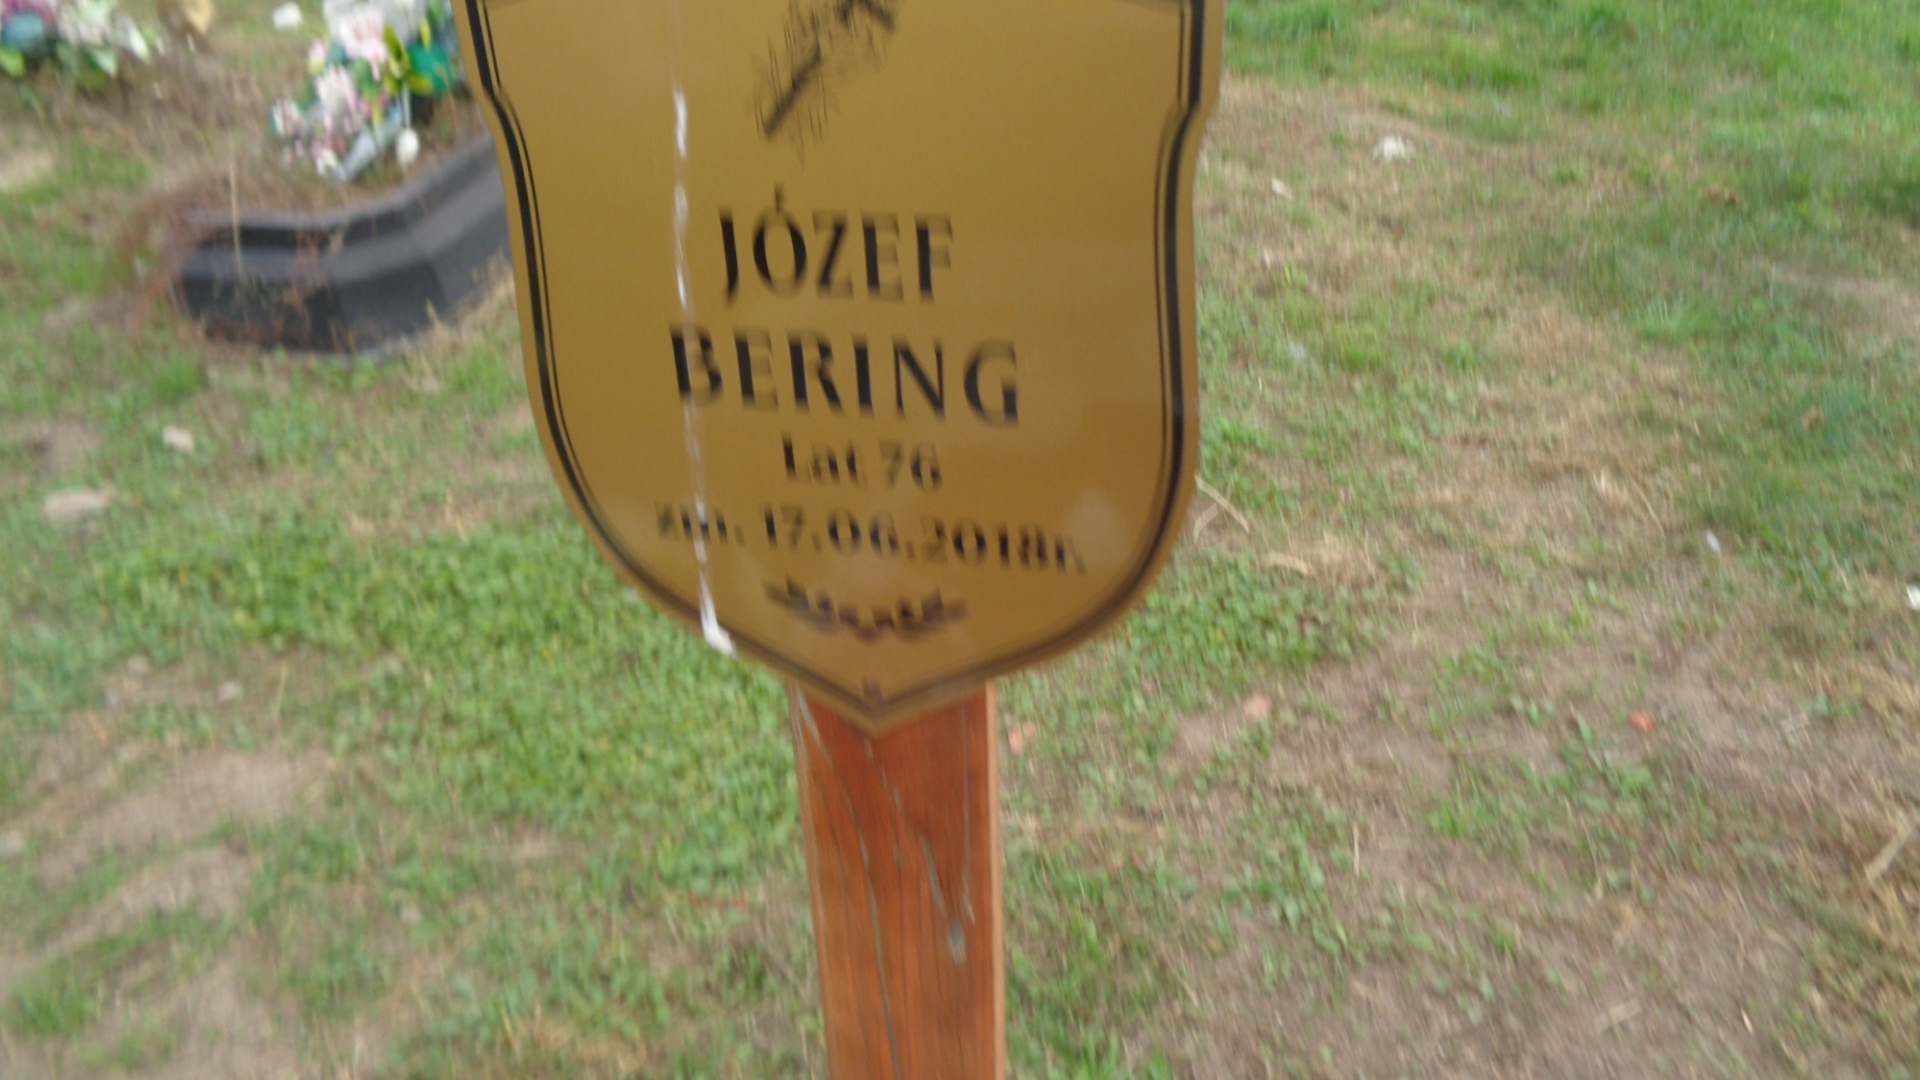 JÓZEF
BERING
Lat 76
Zm. 17.06.2018r.